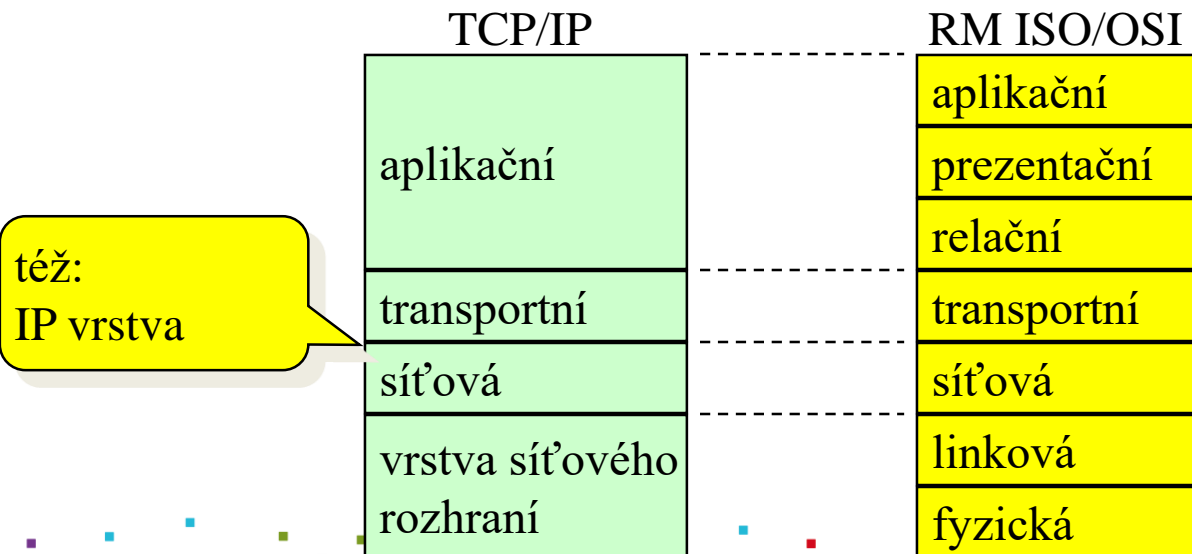 TCP/IP
RM ISO/OSI
aplikační
transportní
síťová
vrstva síťového
rozhraní
též:
IP vrstva
aplikační
prezentační
relační
transportní
síťová
linková
fyzická